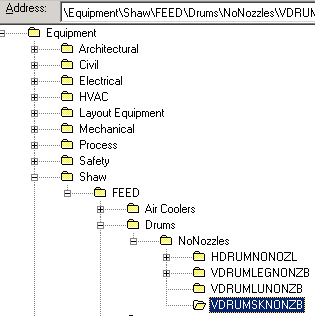 Address: \Equipment\Shaw\FEED\Drums\NoNozzles\VDRUM
Equipment
Architectural
Civil
Electrical
HVAC
Layout Equipment
Mechanical
Process
Safety
Shaw
FEED
Air Coolers
Drums
NoNozzles
HDRUMNONOZL
VDRUMLEGNONZB
VDRUMLUNONZB
VDRUMSKNONZB